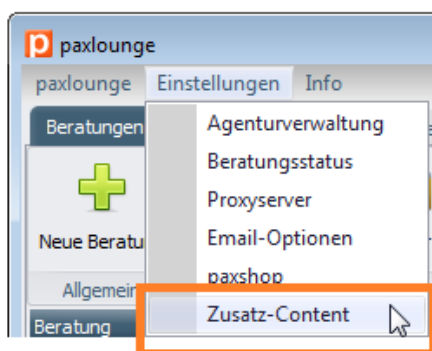 paxlounge
paxlounge Einstellungen Info
Beratungen
Agenturverwaltung
Beratungsstatus
Proxyserver
Neue Beratu
Email-Optionen
paxshop
Allgemein
Zusatz-Content
Beratung